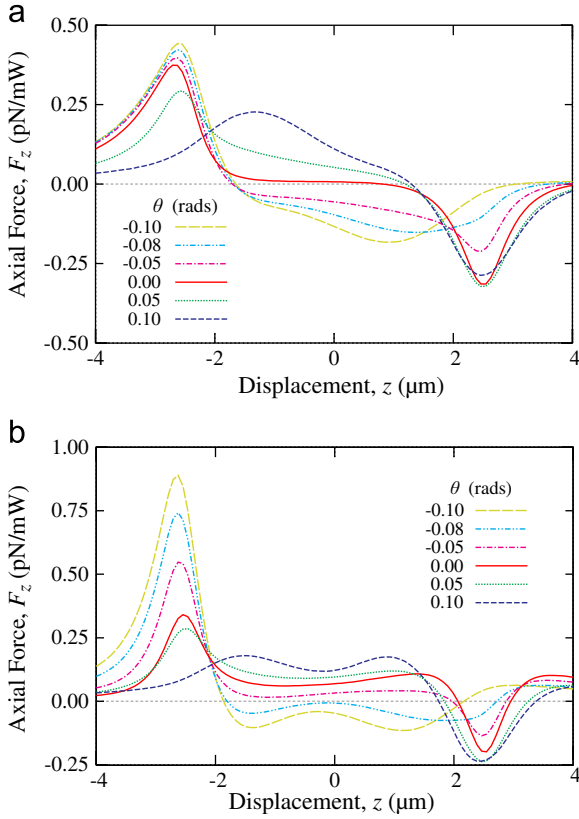 a
0.50
0.25
0.00
-0.25
-0.50
Axial Force, F_z (pN/mW)
θ (rads)
-0.10
-0.08
-0.05
0.00
0.05
0.10
-4 -2 0 2 4
Displacement, z (μm)
b
1.00
0.75
0.50
0.25
0.00
-0.25
Axial Force, F_z (pN/mW)
θ (rads)
-0.10
-0.08
-0.05
0.00
0.05
0.10
-4 -2 0 2 4
Displacement, z (μm)